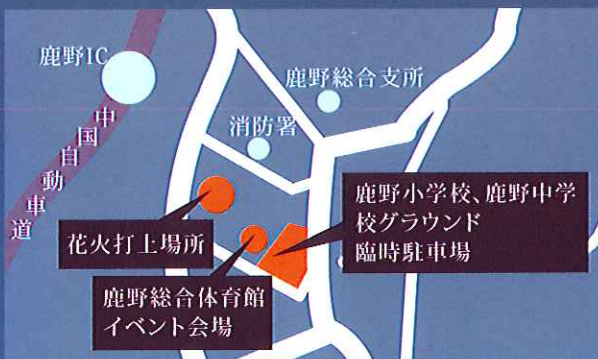 鹿野IC
鹿野総合支所
消防署
中国自動車道
花火打上場所
鹿野小学校、鹿野中学
校グラウンド
臨時駐車場
鹿野総合体育館
イベント会場